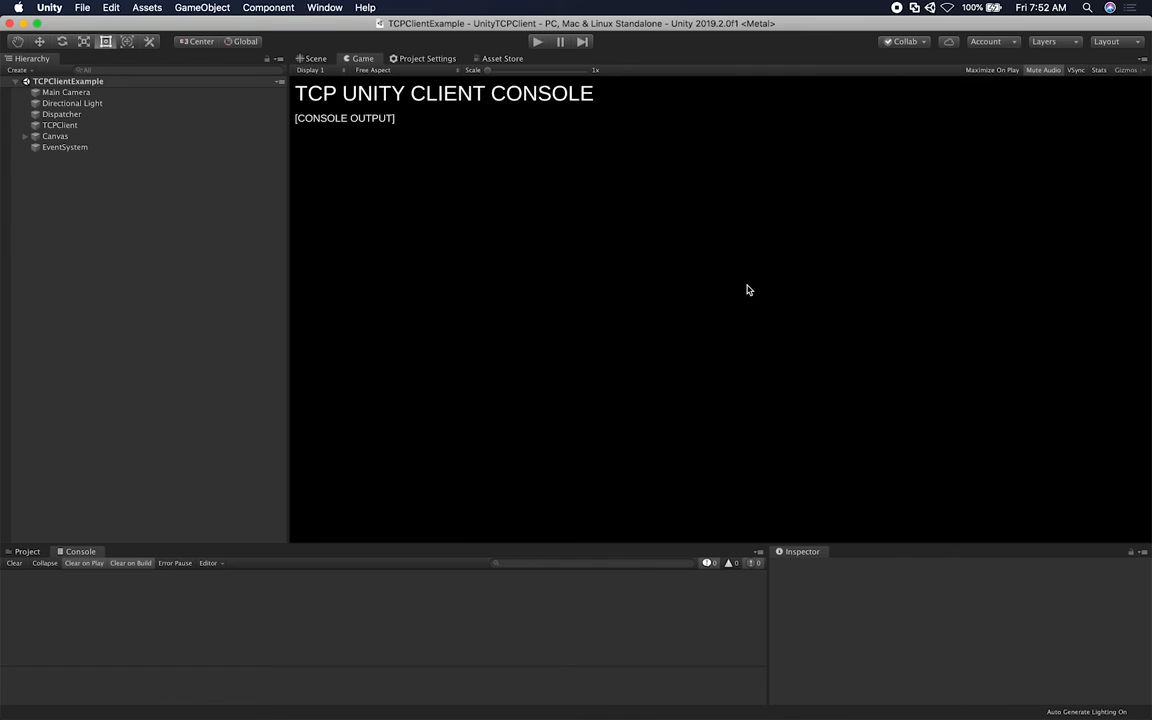 Unity File Edit Assets GameObject Component Window Help 100% Fri 7:52 AM
TCPClientExample - UnityTCPClient - PC, Mac & Linux Standalone - Unity 2019.2.0f1 <Metal>
Center Global Collab Account Layers Layout
Hierarchy Scene Game Project Settings Asset Store
Create All Display 1 Free Aspect Scale 1x Maximize On Play Mute Audio VSync Stats Gizmos
TCPClientExample
Main Camera
Directional Light
Dispatcher
TCPClient
Canvas
EventSystem
TCP UNITY CLIENT CONSOLE
[CONSOLE OUTPUT]
Project Console Inspector
Clear Collapse Clear on Play Clear on Build Error Pause Editor 0 0 0
Auto Generate Lighting On